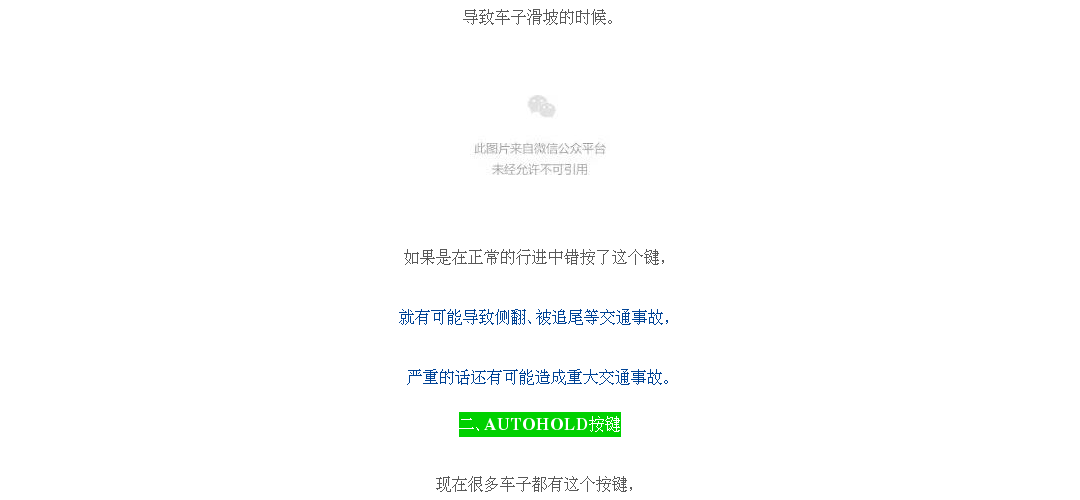 导致车子滑坡的时候。
此图片来自微信公众平台
未经允许不可引用
如果是在正常的行进中错按了这个键，
就有可能导致侧翻、被追尾等交通事故，
严重的话还有可能造成重大交通事故。
二、AUTOHOLD按键
现在很多车子都有这个按键，